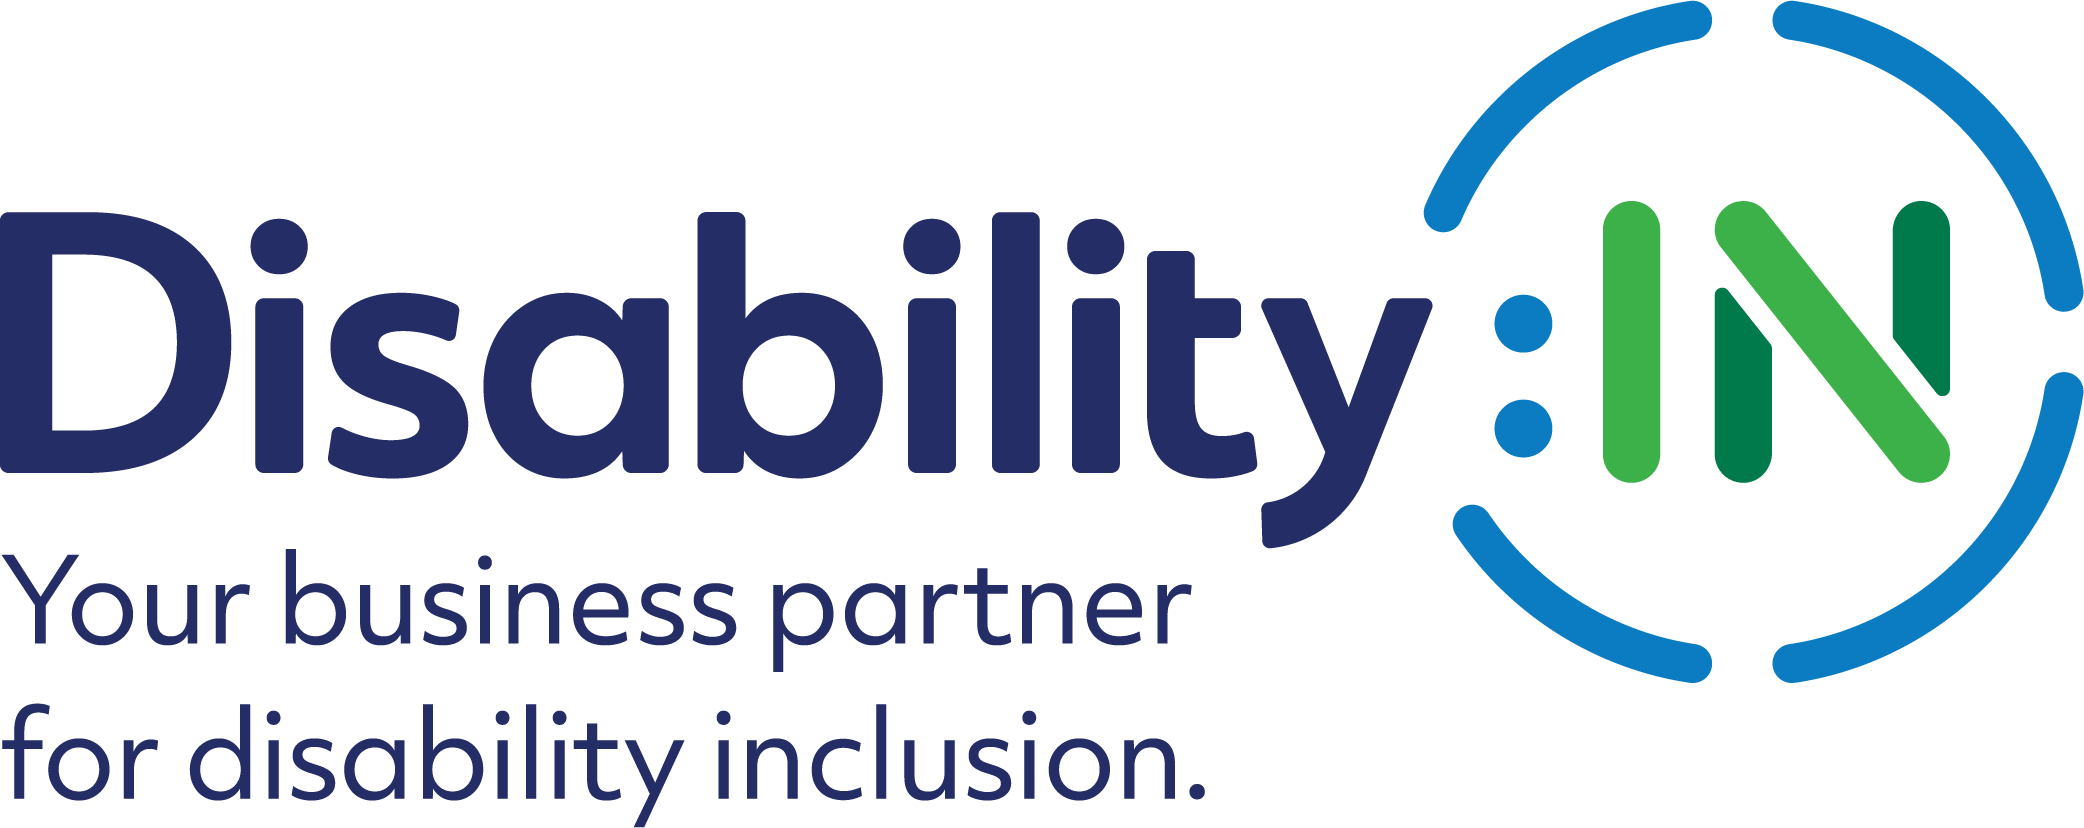 Disability:IN
Your business partner
for disability inclusion.